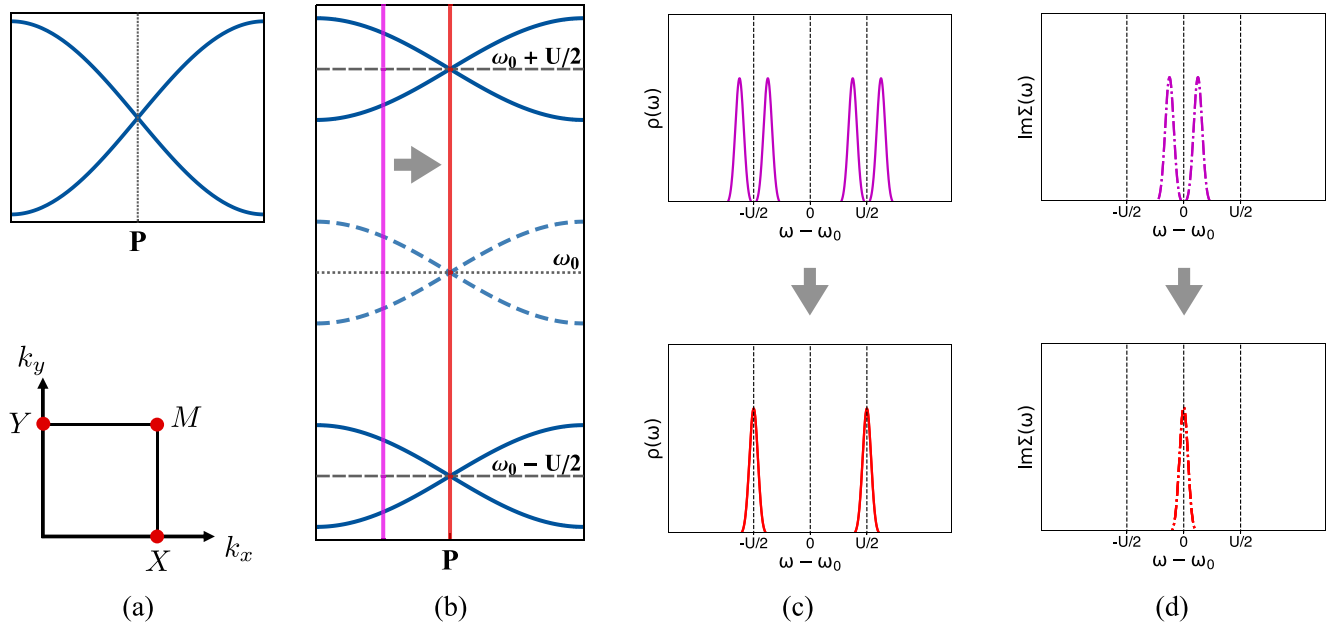 P
k_y
Y
M
X
k_x
(a)
ω₀ + U/2
ω₀
ω₀ − U/2
P
(b)
ρ(ω)
-U/2 0 U/2
ω − ω₀
ρ(ω)
-U/2 0 U/2
ω − ω₀
(c)
ImΣ(ω)
-U/2 0 U/2
ω − ω₀
ImΣ(ω)
-U/2 0 U/2
ω − ω₀
(d)